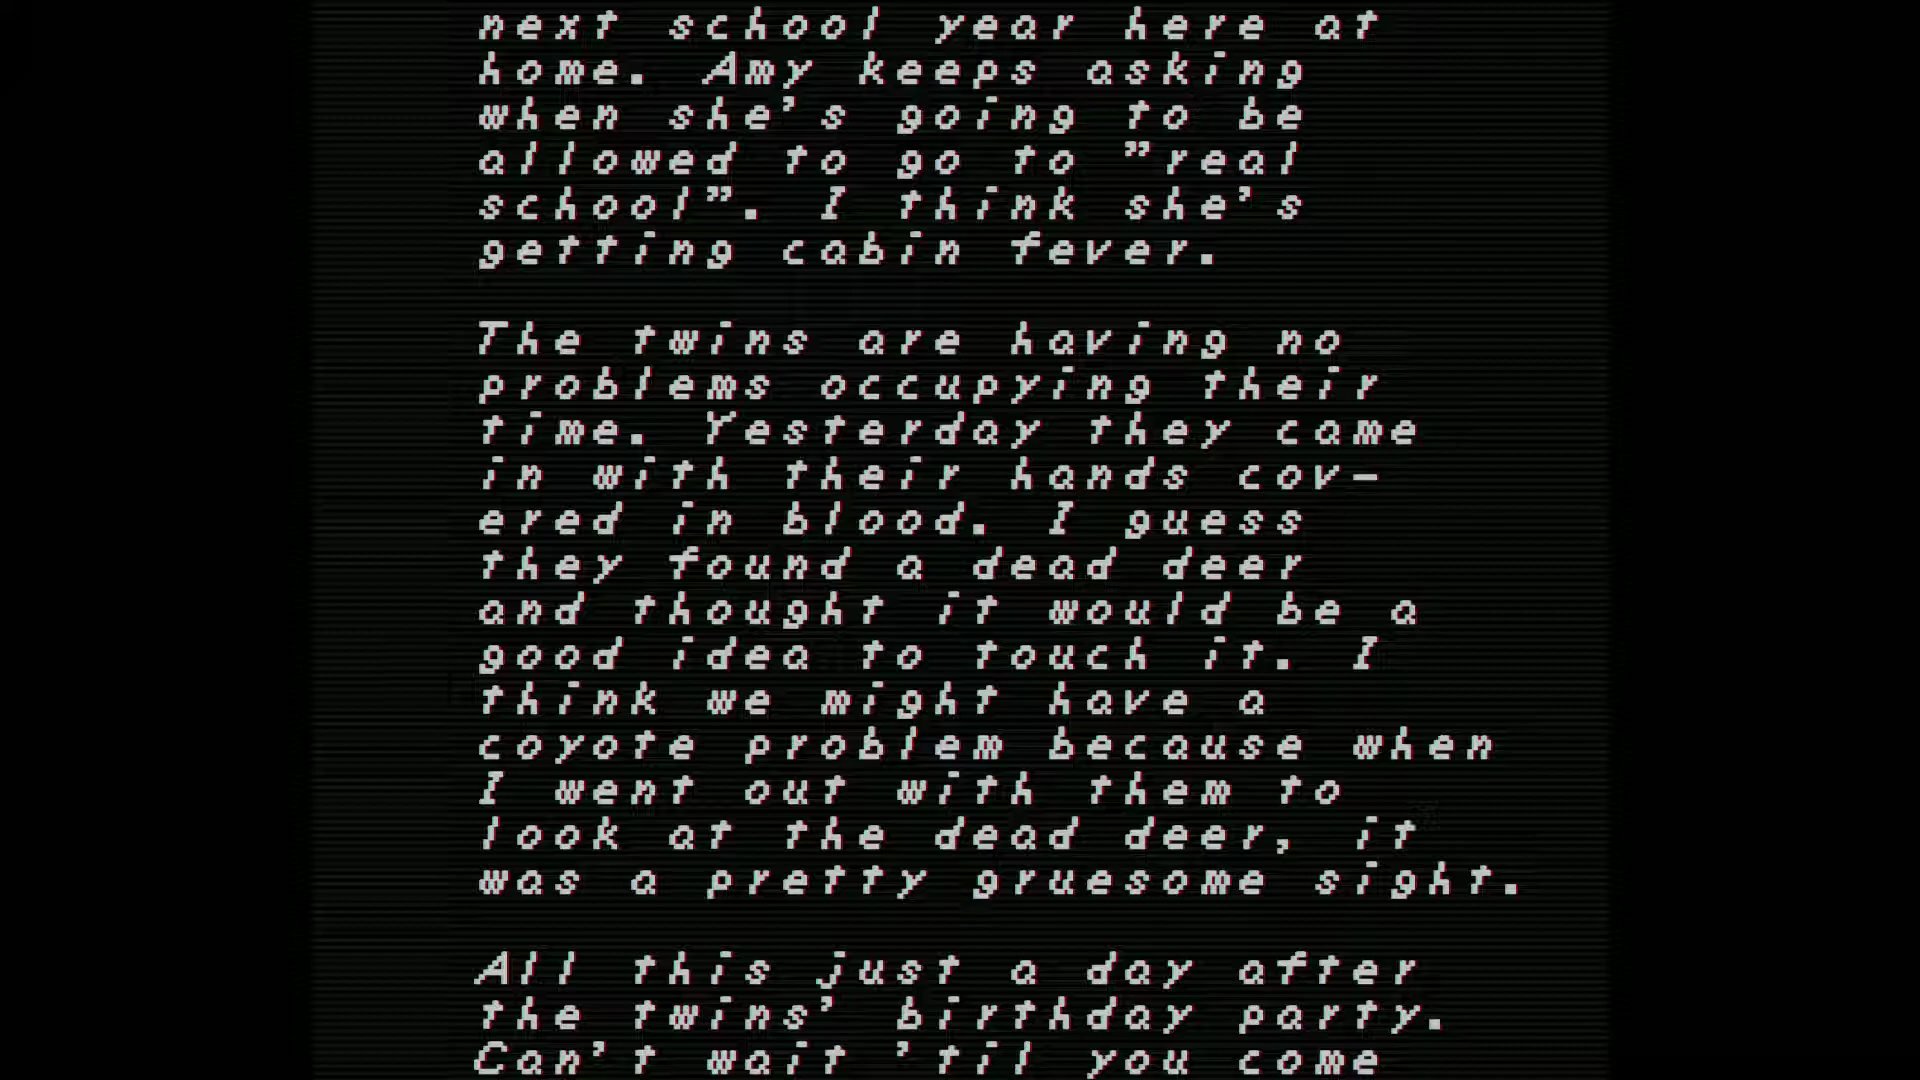 next school year here at
home. Amy keeps asking
when she's going to be
allowed to go to "real
school". I think she's
getting cabin fever.
The twins are having no
problems occupying their
time. Yesterday they came
in with their hands cov-
ered in blood. I guess
they found a dead deer
and thought it would be a
good idea to touch it. I
think we might have a
coyote problem because when
I went out with them to
look at the dead deer, it
was a pretty gruesome sight.
All this just a day after
the twins' birthday party.
Can't wait 'til you come